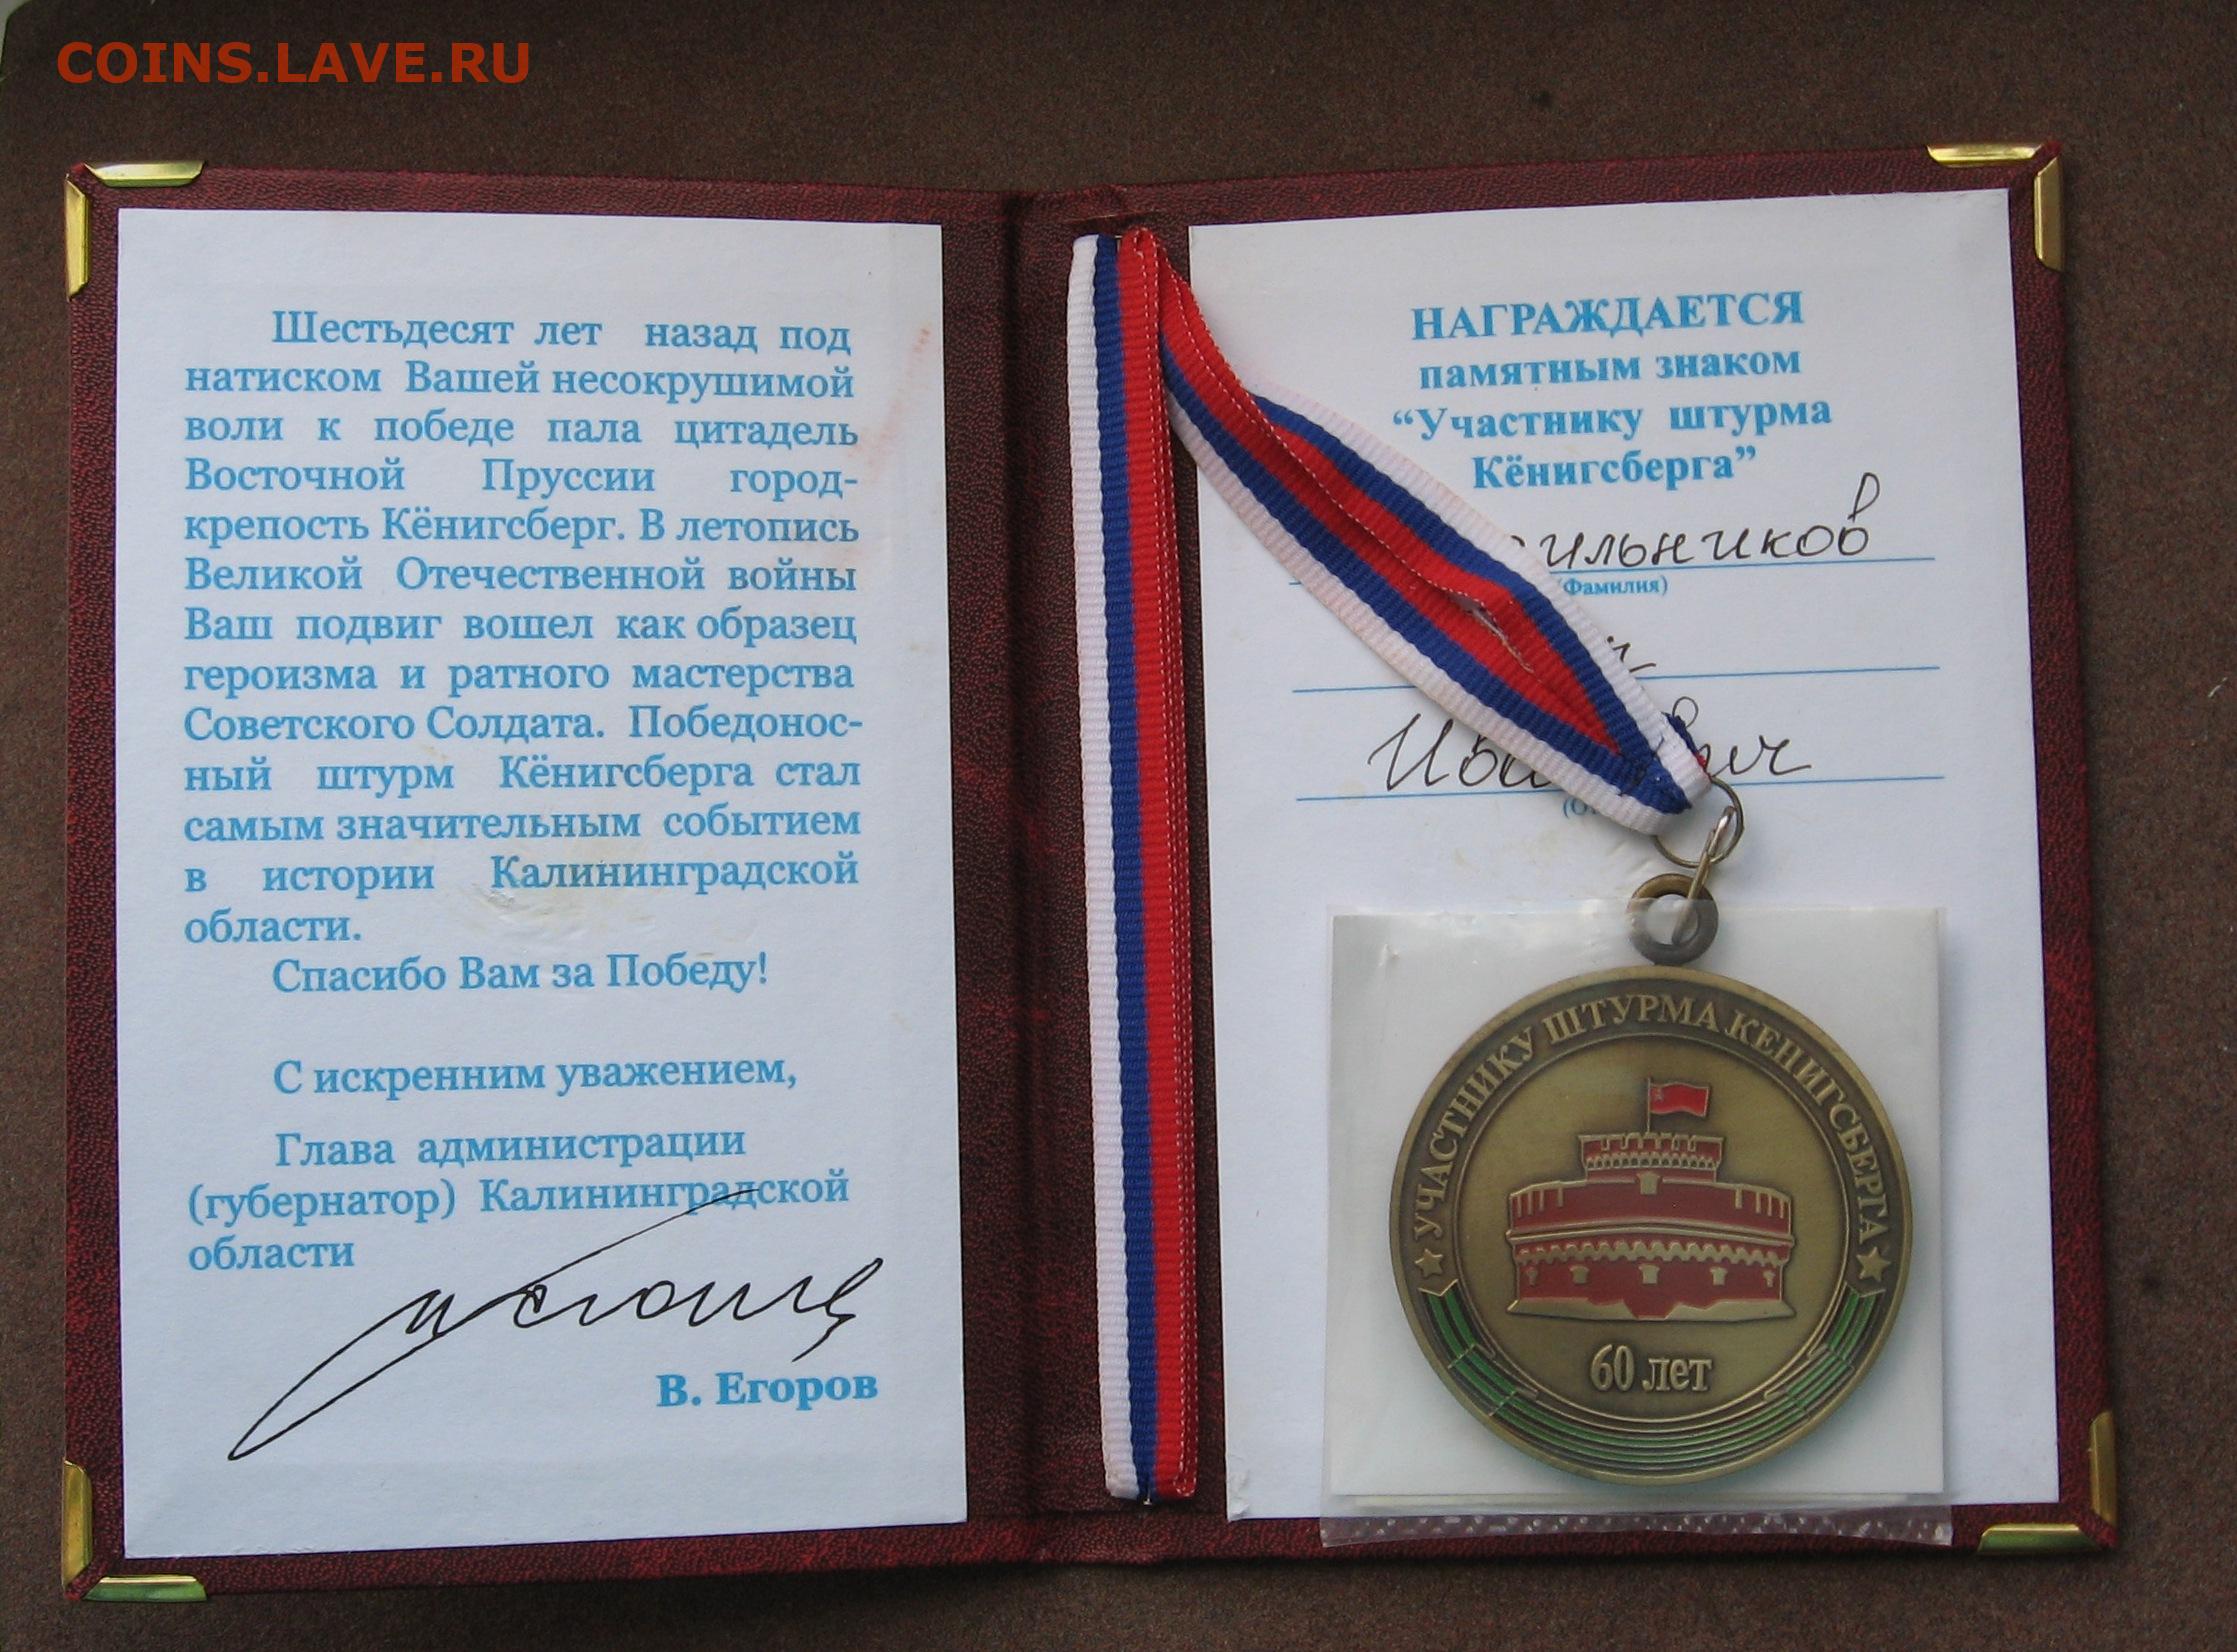 COINS.LAVE.RU
Шестьдесят лет назад под
натиском Вашей несокрушимой
воли к победе пала цитадель
Восточной Пруссии город-
крепость Кёнигсберг. В летопись
Великой Отечественной войны
Ваш подвиг вошел как образец
героизма и ратного мастерства
Советского Солдата. Победонос-
ный штурм Кёнигсберга стал
самым значительным событием
в истории Калининградской
области.
Спасибо Вам за Победу!
С искренним уважением,
Глава администрации
(губернатор) Калининградской
области
В. Егоров
НАГРАЖДАЕТСЯ
памятным знаком
“Участнику штурма
Кёнигсберга”
(Фамилия)
УЧАСТНИКУ ШТУРМА КЕНИГСБЕРГА
60 лет